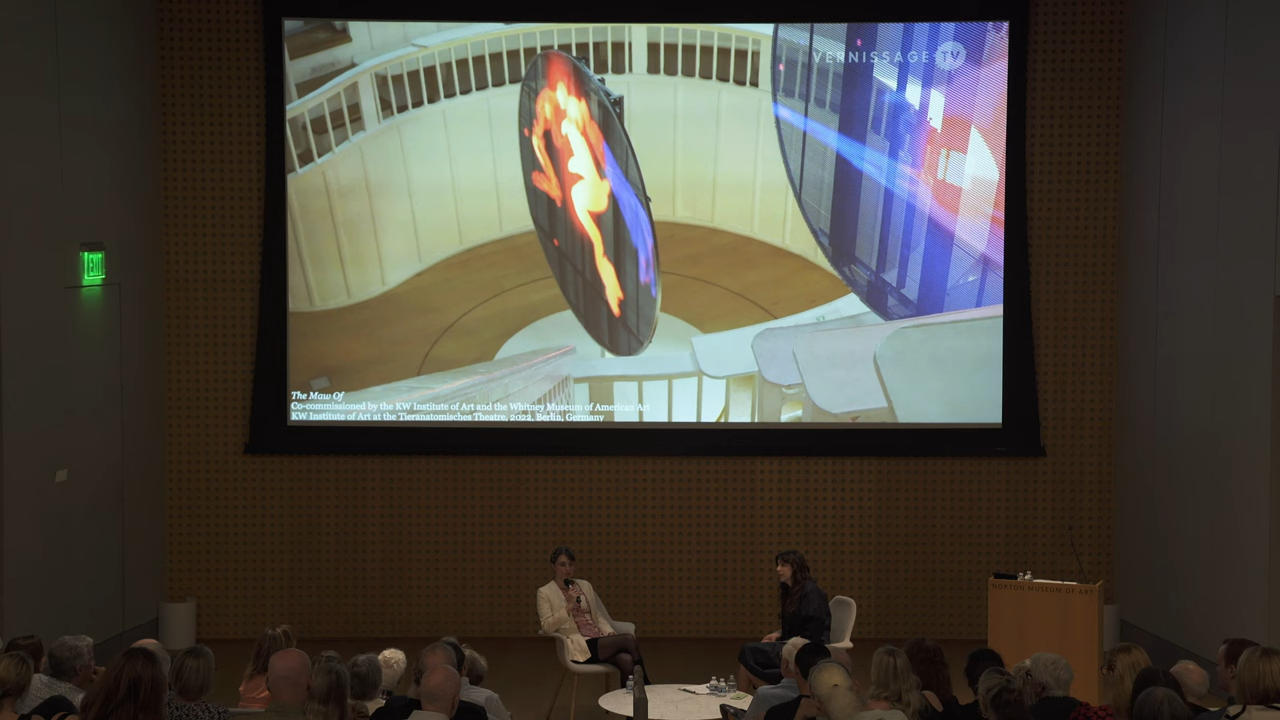 VERNISSAGE TV
EXIT
The Maw Of
Co-commissioned by the KW Institute of Art and the Whitney Museum of American Art
KW Institute of Art at the Tieranatomisches Theatre, 2022, Berlin, Germany
NORTON MUSEUM OF ART